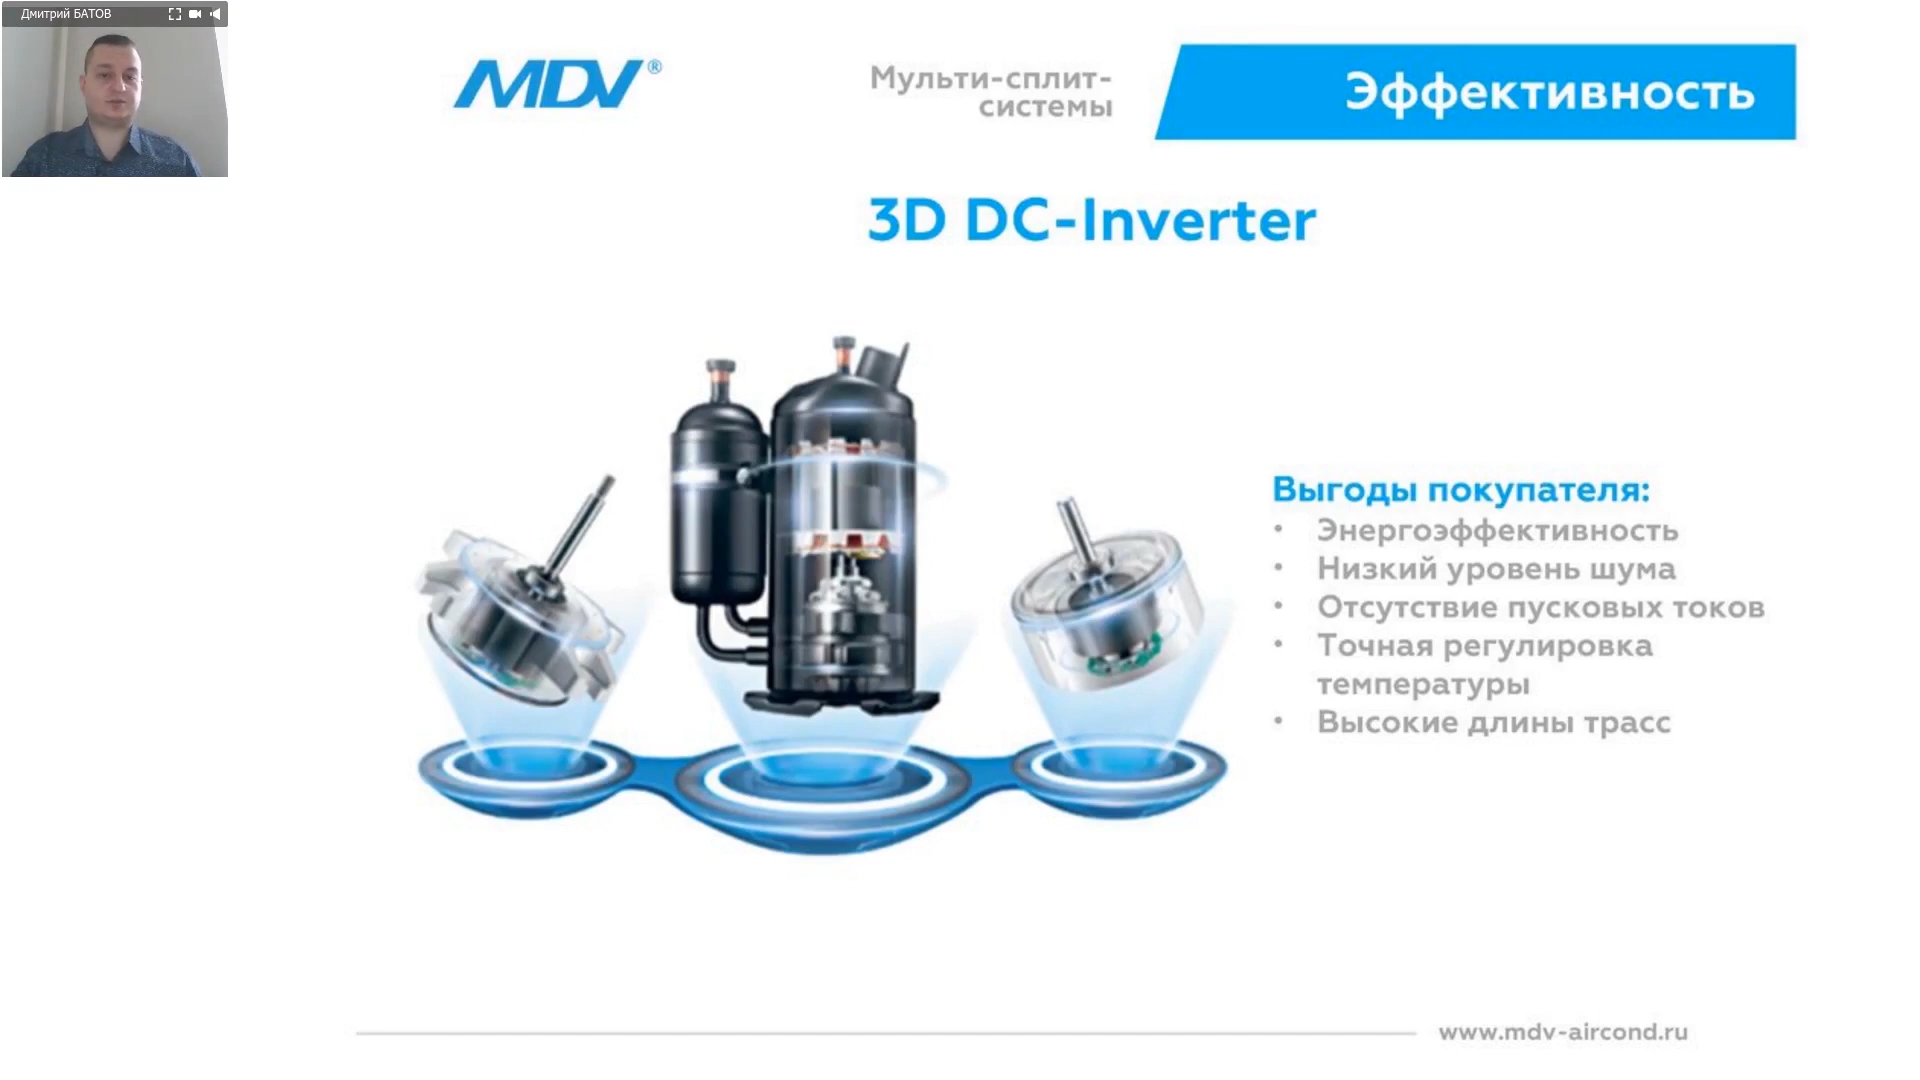 Дмитрий БАТОВ
MDV®
Мульти-сплит-
системы
Эффективность
3D DC-Inverter
Выгоды покупателя:
• Энергоэффективность
• Низкий уровень шума
• Отсутствие пусковых токов
• Точная регулировка
температуры
• Высокие длины трасс
www.mdv-aircond.ru